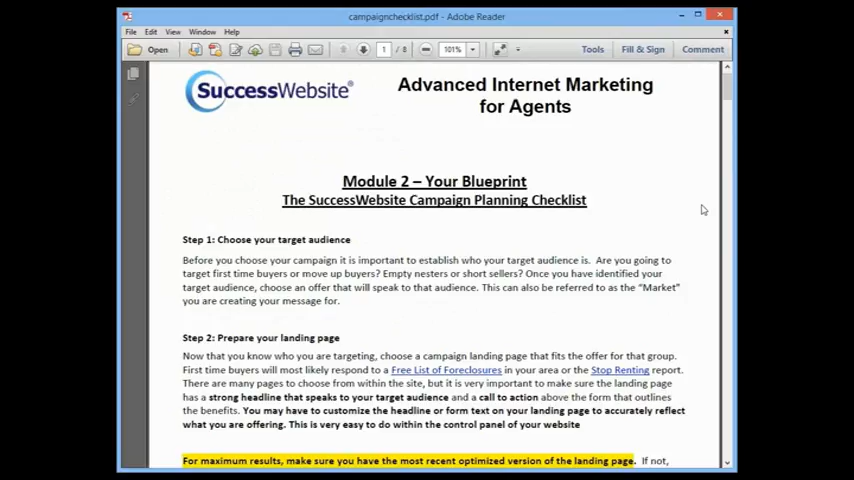 campaignchecklist.pdf - Adobe Reader
File Edit View Window Help
Open 1 / 8 101% Tools Fill & Sign Comment
SuccessWebsite®
Advanced Internet Marketing
for Agents
Module 2 – Your Blueprint
The SuccessWebsite Campaign Planning Checklist
Step 1: Choose your target audience
Before you choose your campaign it is important to establish who your target audience is. Are you going to
target first time buyers or move up buyers? Empty nesters or short sellers? Once you have identified your
target audience, choose an offer that will speak to that audience. This can also be referred to as the “Market”
you are creating your message for.
Step 2: Prepare your landing page
Now that you know who you are targeting, choose a campaign landing page that fits the offer for that group.
First time buyers will most likely respond to a Free List of Foreclosures in your area or the Stop Renting report.
There are many pages to choose from within the site, but it is very important to make sure the landing page
has a strong headline that speaks to your target audience and a call to action above the form that outlines
the benefits. You may have to customize the headline or form text on your landing page to accurately reflect
what you are offering. This is very easy to do within the control panel of your website
For maximum results, make sure you have the most recent optimized version of the landing page. If not,